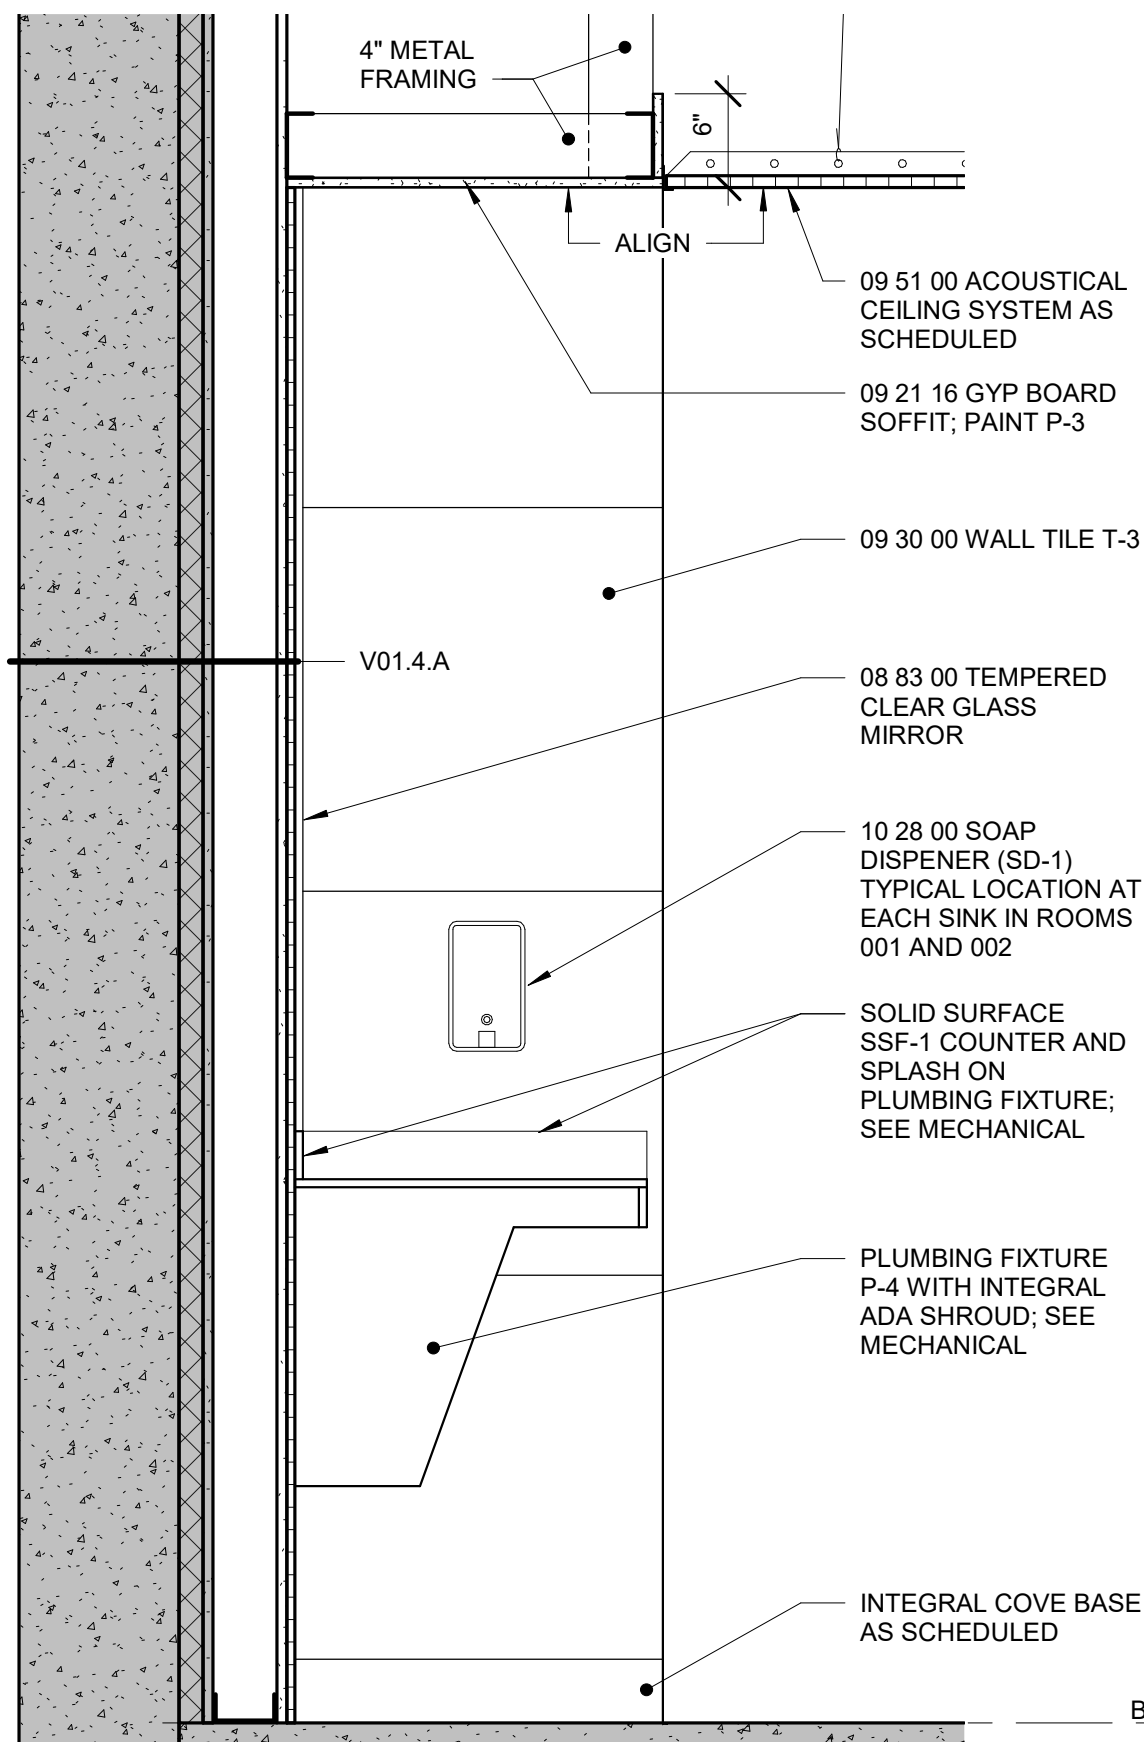 4" METAL
FRAMING
6"
ALIGN
09 51 00 ACOUSTICAL
CEILING SYSTEM AS
SCHEDULED
09 21 16 GYP BOARD
SOFFIT; PAINT P-3
09 30 00 WALL TILE T-3
V01.4.A
08 83 00 TEMPERED
CLEAR GLASS
MIRROR
10 28 00 SOAP
DISPENER (SD-1)
TYPICAL LOCATION AT
EACH SINK IN ROOMS
001 AND 002
SOLID SURFACE
SSF-1 COUNTER AND
SPLASH ON
PLUMBING FIXTURE;
SEE MECHANICAL
PLUMBING FIXTURE
P-4 WITH INTEGRAL
ADA SHROUD; SEE
MECHANICAL
INTEGRAL COVE BASE
AS SCHEDULED